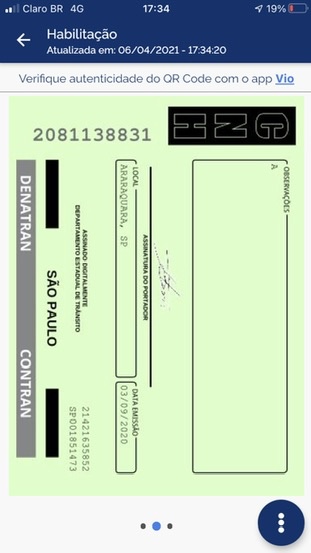 Claro BR 4G 17:34 19%
Habilitação
Atualizada em: 06/04/2021 - 17:34:20
Verifique autenticidade do QR Code com o app Vio
CNH
2081138831
OBSERVAÇÕES
A
ASSINATURA DO PORTADOR
LOCAL
ARARAQUARA, SP
DATA EMISSÃO
03/09/2020
ASSINADO DIGITALMENTE
DEPARTAMENTO ESTADUAL DE TRÂNSITO
21421635852
SP001851473
SÃO PAULO
DENATRAN CONTRAN